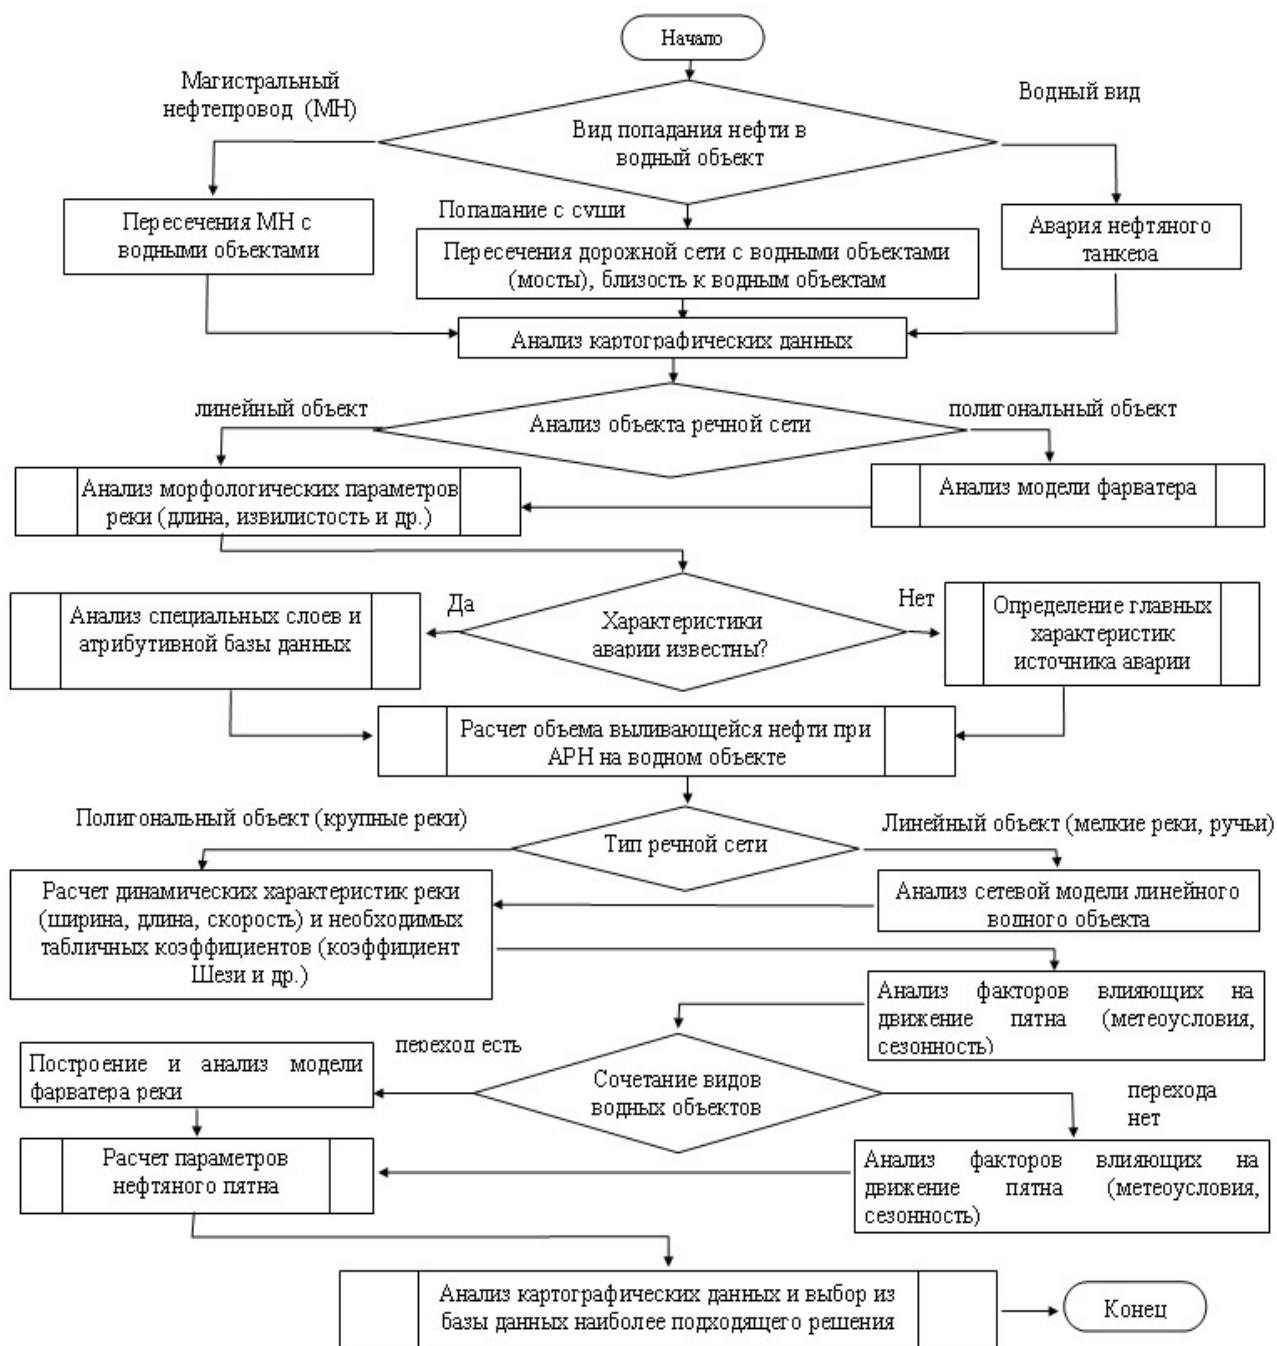 Начало
Магистральный
нефтепровод (МН)
Водный вид
Вид попадания нефти в
водный объект
Попадание с суши
Пересечения МН с
водными объектами
Пересечения дорожной сети с водными объектами
(мосты), близость к водным объектам
Авария нефтяного
танкера
Анализ картографических данных
линейный объект
Анализ объекта речной сети
полигональный объект
Анализ морфологических параметров
реки (длина, извилистость и др.)
Анализ модели фарватера
Да
Характеристики
аварии известны?
Нет
Анализ специальных слоев и
атрибутивной базы данных
Определение главных
характеристик
источника аварии
Расчет объема выливающейся нефти при
АРН на водном объекте
Полигональный объект (крупные реки)
Тип речной сети
Линейный объект (мелкие реки, ручьи)
Расчет динамических характеристик реки
(ширина, длина, скорость) и необходимых
табличных коэффициентов (коэффициент
Шези и др.)
Анализ сетевой модели линейного
водного объекта
Анализ факторов влияющих на
движение пятна (метеоусловия,
сезонность)
переход есть
Сочетание видов
водных объектов
перехода
нет
Построение и анализ модели
фарватера реки
Расчет параметров
нефтяного пятна
Анализ факторов влияющих на
движение пятна (метеоусловия,
сезонность)
Анализ картографических данных и выбор из
базы данных наиболее подходящего решения
Конец